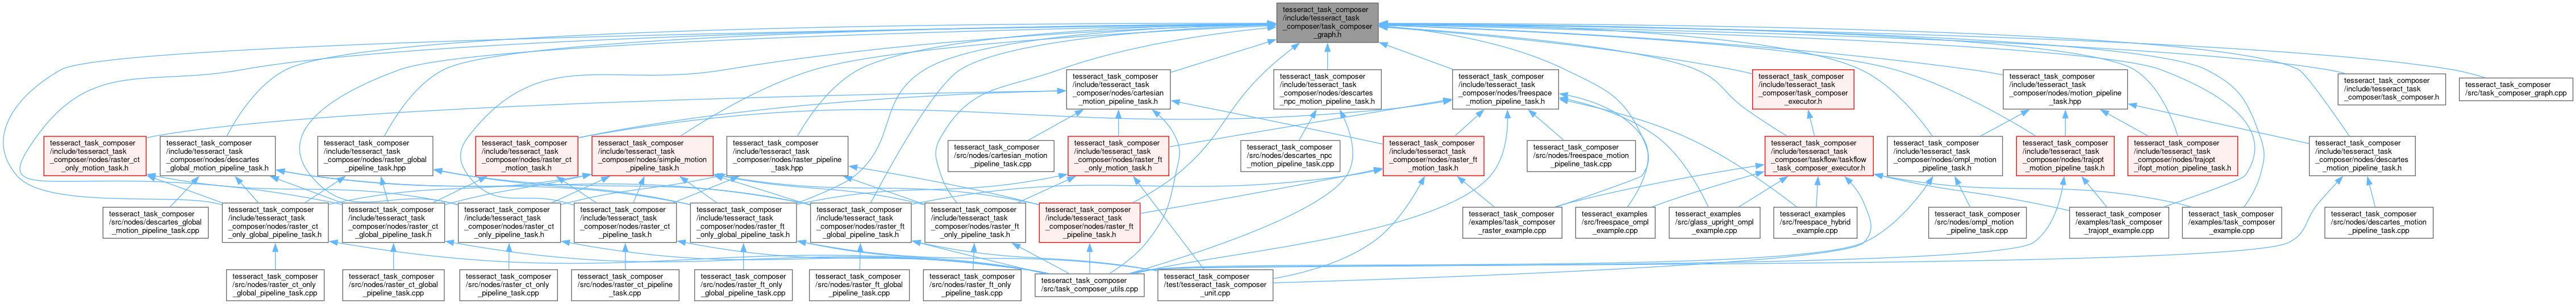 tesseract_task_composer
/include/tesseract_task
_composer/task_composer
_graph.h
tesseract_task_composer
/include/tesseract_task
_composer/nodes/cartesian
_motion_pipeline_task.h
tesseract_task_composer
/include/tesseract_task
_composer/nodes/descartes
_npc_motion_pipeline_task.h
tesseract_task_composer
/include/tesseract_task
_composer/nodes/freespace
_motion_pipeline_task.h
tesseract_task_composer
/include/tesseract_task
_composer/task_composer
_executor.h
tesseract_task_composer
/include/tesseract_task
_composer/nodes/motion_pipeline
_task.hpp
tesseract_task_composer
/include/tesseract_task
_composer/task_composer.h
tesseract_task_composer
/src/task_composer_graph.cpp
tesseract_task_composer
/include/tesseract_task
_composer/nodes/raster_ct
_only_motion_task.h
tesseract_task_composer
/include/tesseract_task
_composer/nodes/descartes
_global_motion_pipeline_task.h
tesseract_task_composer
/include/tesseract_task
_composer/nodes/raster_global
_pipeline_task.hpp
tesseract_task_composer
/include/tesseract_task
_composer/nodes/raster_ct
_motion_task.h
tesseract_task_composer
/include/tesseract_task
_composer/nodes/simple_motion
_pipeline_task.h
tesseract_task_composer
/include/tesseract_task
_composer/nodes/raster_pipeline
_task.hpp
tesseract_task_composer
/src/nodes/cartesian_motion
_pipeline_task.cpp
tesseract_task_composer
/include/tesseract_task
_composer/nodes/raster_ft
_only_motion_task.h
tesseract_task_composer
/src/nodes/descartes_npc
_motion_pipeline_task.cpp
tesseract_task_composer
/include/tesseract_task
_composer/nodes/raster_ft
_motion_task.h
tesseract_task_composer
/src/nodes/freespace_motion
_pipeline_task.cpp
tesseract_task_composer
/include/tesseract_task
_composer/taskflow/taskflow
_task_composer_executor.h
tesseract_task_composer
/include/tesseract_task
_composer/nodes/ompl_motion
_pipeline_task.h
tesseract_task_composer
/include/tesseract_task
_composer/nodes/trajopt
_motion_pipeline_task.h
tesseract_task_composer
/include/tesseract_task
_composer/nodes/trajopt
_ifopt_motion_pipeline_task.h
tesseract_task_composer
/include/tesseract_task
_composer/nodes/descartes
_motion_pipeline_task.h
tesseract_task_composer
/src/nodes/descartes_global
_motion_pipeline_task.cpp
tesseract_task_composer
/include/tesseract_task
_composer/nodes/raster_ct
_only_global_pipeline_task.h
tesseract_task_composer
/include/tesseract_task
_composer/nodes/raster_ct
_global_pipeline_task.h
tesseract_task_composer
/include/tesseract_task
_composer/nodes/raster_ct
_only_pipeline_task.h
tesseract_task_composer
/include/tesseract_task
_composer/nodes/raster_ct
_pipeline_task.h
tesseract_task_composer
/include/tesseract_task
_composer/nodes/raster_ft
_only_global_pipeline_task.h
tesseract_task_composer
/include/tesseract_task
_composer/nodes/raster_ft
_global_pipeline_task.h
tesseract_task_composer
/include/tesseract_task
_composer/nodes/raster_ft
_only_pipeline_task.h
tesseract_task_composer
/include/tesseract_task
_composer/nodes/raster_ft
_pipeline_task.h
tesseract_task_composer
/examples/task_composer
_raster_example.cpp
tesseract_examples
/src/freespace_ompl
_example.cpp
tesseract_examples
/src/glass_upright_ompl
_example.cpp
tesseract_examples
/src/freespace_hybrid
_example.cpp
tesseract_task_composer
/src/nodes/ompl_motion
_pipeline_task.cpp
tesseract_task_composer
/examples/task_composer
_trajopt_example.cpp
tesseract_task_composer
/examples/task_composer
_example.cpp
tesseract_task_composer
/src/nodes/descartes_motion
_pipeline_task.cpp
tesseract_task_composer
/src/nodes/raster_ct_only
_global_pipeline_task.cpp
tesseract_task_composer
/src/nodes/raster_ct_global
_pipeline_task.cpp
tesseract_task_composer
/src/nodes/raster_ct_only
_pipeline_task.cpp
tesseract_task_composer
/src/nodes/raster_ct_pipeline
_task.cpp
tesseract_task_composer
/src/nodes/raster_ft_only
_global_pipeline_task.cpp
tesseract_task_composer
/src/nodes/raster_ft_global
_pipeline_task.cpp
tesseract_task_composer
/src/nodes/raster_ft_only
_pipeline_task.cpp
tesseract_task_composer
/src/task_composer_utils.cpp
tesseract_task_composer
/test/tesseract_task_composer
_unit.cpp